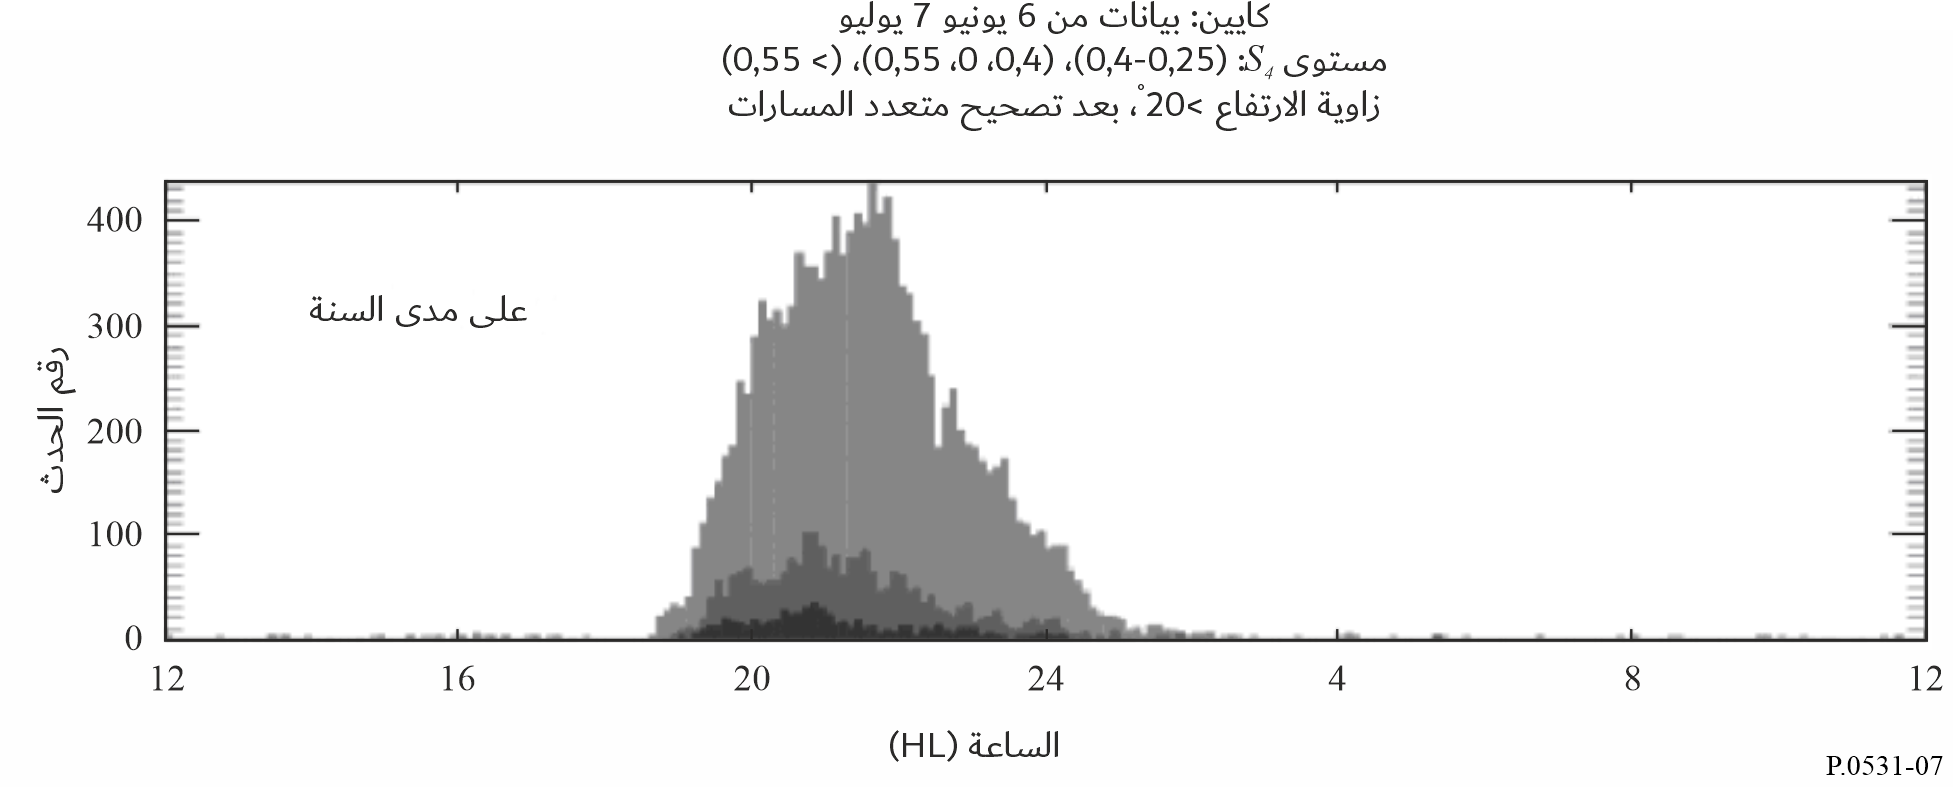 كايين: بيانات من 6 يونيو 7 يوليو
مستوى S4: (0,4-0,25)، (0,4، 0، 0,55)، (> 0,55)
زاوية الارتفاع >20°، بعد تصحيح متعدد المسارات
400
على مدى السنة
300
رقم الحدث
200
100
0
12 16 20 24 4 8 12
الساعة (HL)
P.0531-07